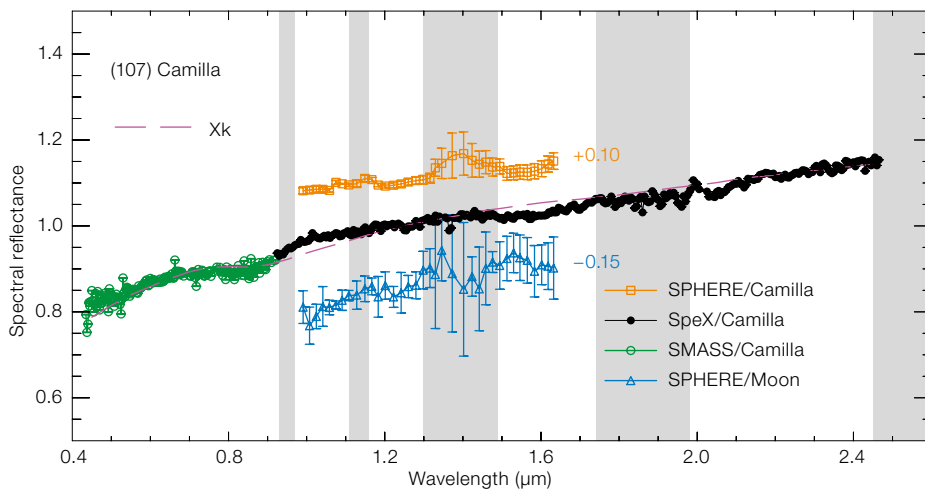 1.4
1.2
1.0
0.8
0.6
Spectral reflectance
(107) Camilla
Xk
+0.10
−0.15
SPHERE/Camilla
SpeX/Camilla
SMASS/Camilla
SPHERE/Moon
0.4 0.8 1.2 1.6 2.0 2.4
Wavelength (µm)